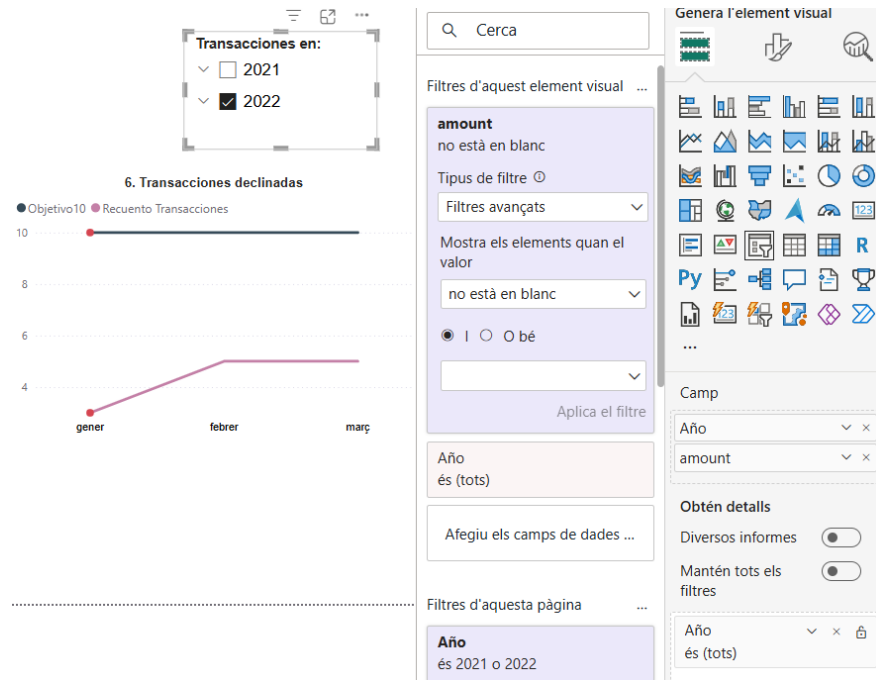 Transacciones en:
2021
2022
6. Transacciones declinadas
Objetivo10 Recuento Transacciones
10
8
6
4
gener febrer març
Cerca
Filtres d'aquest element visual ...
amount
no està en blanc
Tipus de filtre
Filtres avançats
Mostra els elements quan el
valor
no està en blanc
I O bé
Aplica el filtre
Año
és (tots)
Afegiu els camps de dades ...
Filtres d'aquesta pàgina ...
Año
és 2021 o 2022
Genera l'element visual
123
R
Py
123
...
Camp
Año
amount
Obtén detalls
Diversos informes
Mantén tots els
filtres
Año
és (tots)